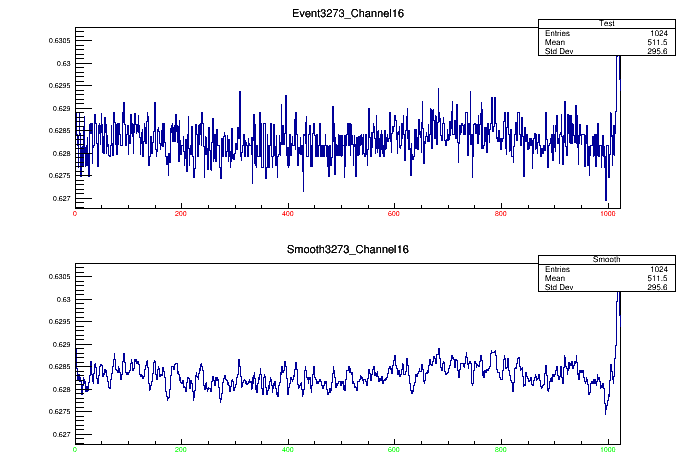 Event3273_Channel16
Test
Entries 1024
Mean 511.5
Std Dev 295.6
0.6305
0.63
0.6295
0.629
0.6285
0.628
0.6275
0.627
0 200 400 600 800 1000
Smooth3273_Channel16
Smooth
Entries 1024
Mean 511.5
Std Dev 295.6
0.6305
0.63
0.6295
0.629
0.6285
0.628
0.6275
0.627
0 200 400 600 800 1000